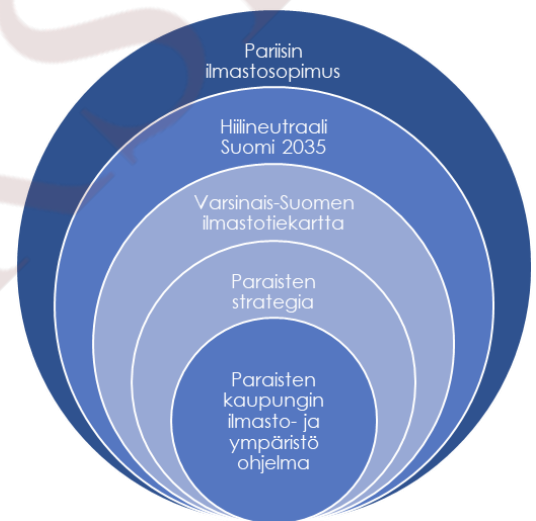 Pariisin
ilmastosopimus
Hiilineutraali
Suomi 2035
Varsinais-Suomen
ilmastotiekartta
Paraisten
strategia
Paraisten
kaupungin
ilmasto- ja
ympäristö
ohjelma